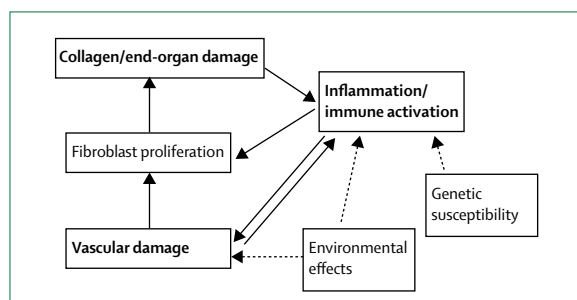 Collagen/end-organ damage
Inflammation/
immune activation
Fibroblast proliferation
Genetic
susceptibility
Vascular damage
Environmental
effects